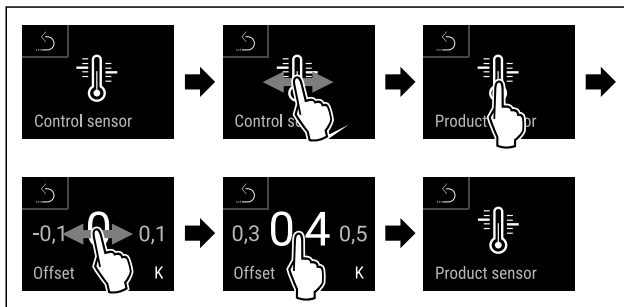 Control sensor
Control
Product sensor
-0,1 0 0,1
Offset K
0,3 0,4 0,5
Offset K
Product sensor